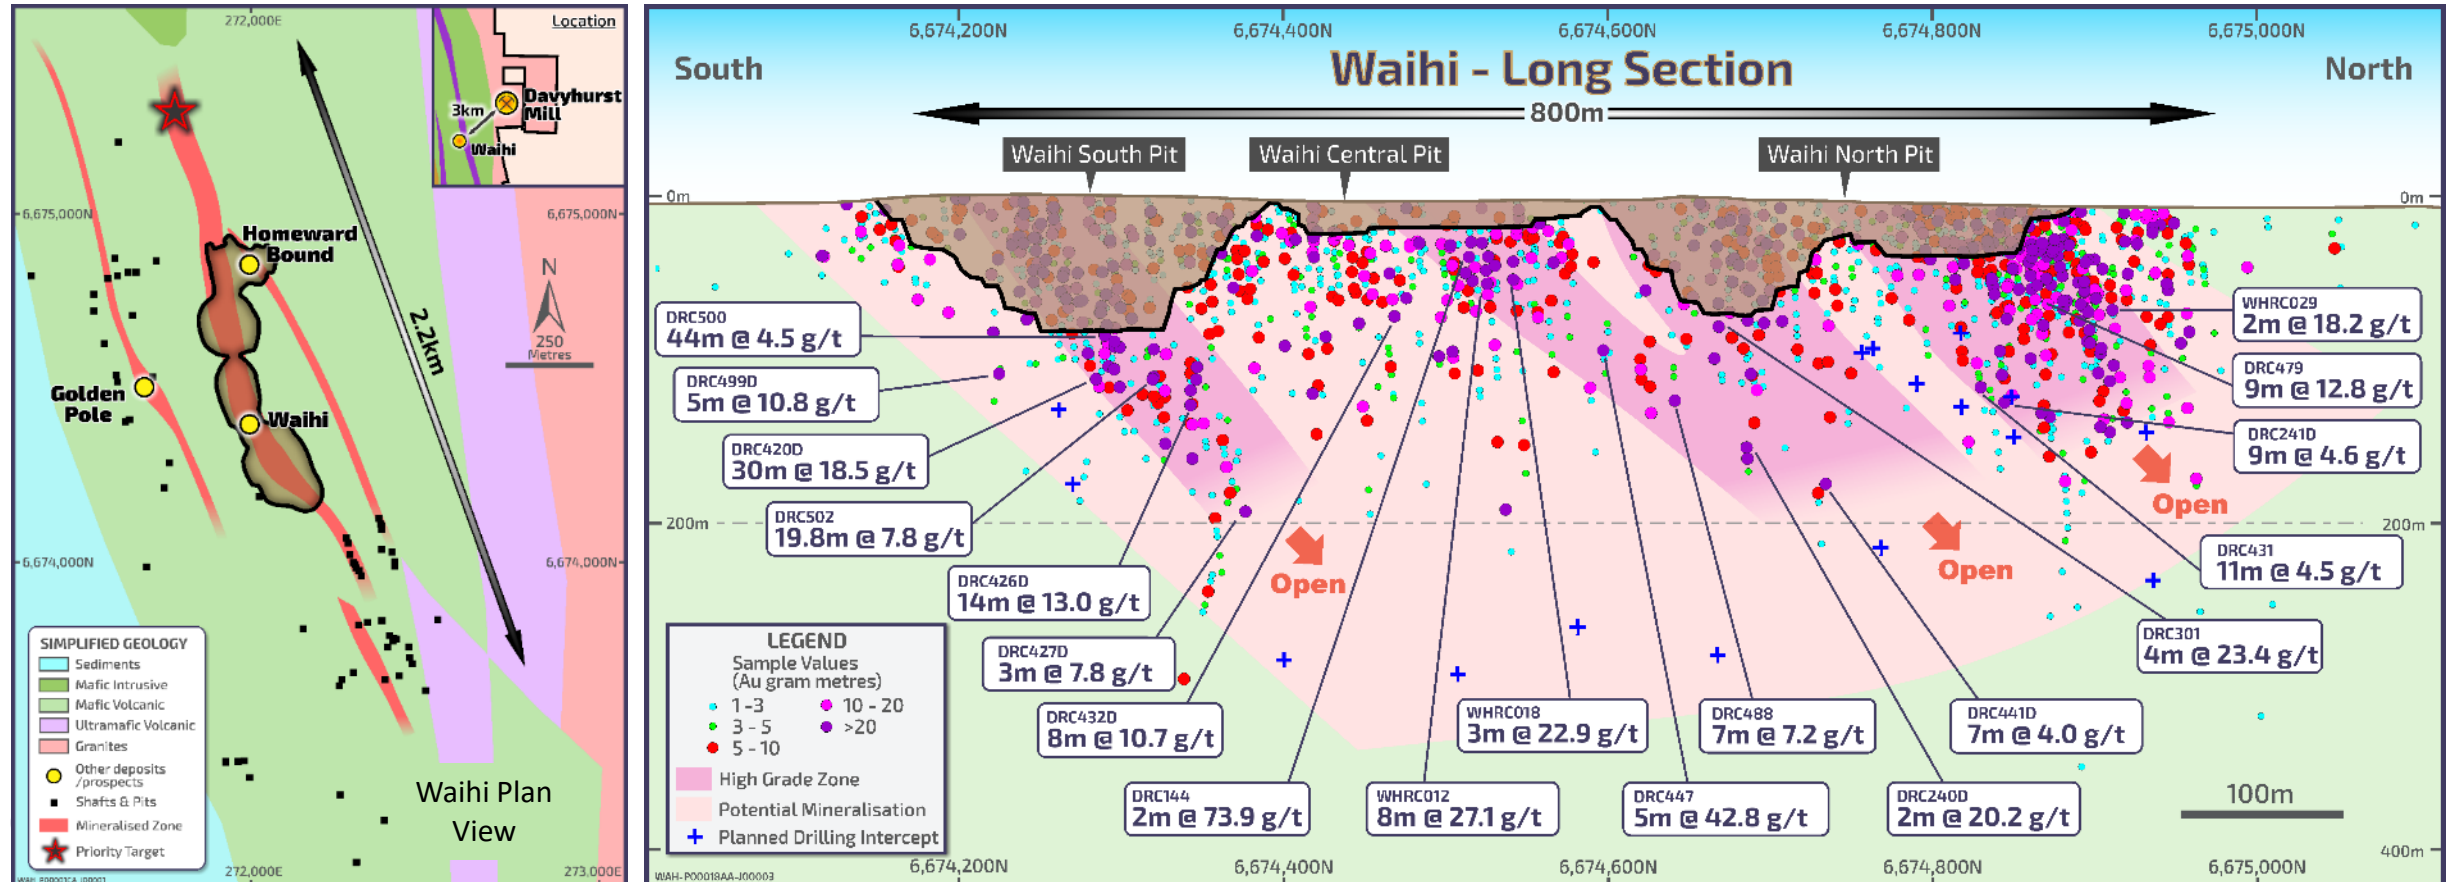 272,000E
Location
Davyhurst
Mill
3km
Waihi
6,675,000N
6,675,000N
Homeward
Bound
N
250
Metres
2.2km
Golden
Pole
Waihi
6,674,000N
6,674,000N
SIMPLIFIED GEOLOGY
Sediments
Mafic Intrusive
Mafic Volcanic
Ultramafic Volcanic
Granites
Other deposits
/prospects
Shafts & Pits
Mineralised Zone
Priority Target
Waihi Plan
View
272,000E
273,000E
6,674,200N
6,674,400N
6,674,600N
6,674,800N
6,675,000N
South
Waihi - Long Section
North
800m
Waihi South Pit
Waihi Central Pit
Waihi North Pit
0m
0m
DRC500
44m @ 4.5 g/t
DRC499D
5m @ 10.8 g/t
DRC420D
30m @ 18.5 g/t
DRC502
19.8m @ 7.8 g/t
DRC426D
14m @ 13.0 g/t
DRC427D
3m @ 7.8 g/t
DRC432D
8m @ 10.7 g/t
DRC144
2m @ 73.9 g/t
WHRC012
8m @ 27.1 g/t
WHRC018
3m @ 22.9 g/t
DRC447
5m @ 42.8 g/t
DRC488
7m @ 7.2 g/t
DRC240D
2m @ 20.2 g/t
DRC441D
7m @ 4.0 g/t
DRC301
4m @ 23.4 g/t
DRC431
11m @ 4.5 g/t
DRC241D
9m @ 4.6 g/t
DRC479
9m @ 12.8 g/t
WHRC029
2m @ 18.2 g/t
200m
200m
Open
Open
Open
LEGEND
Sample Values
(Au gram metres)
1 -3
3 - 5
5 - 10
10 - 20
>20
High Grade Zone
Potential Mineralisation
Planned Drilling Intercept
100m
400m
6,674,200N
6,674,400N
6,674,600N
6,674,800N
6,675,000N
WAH-P00018AA-J00003